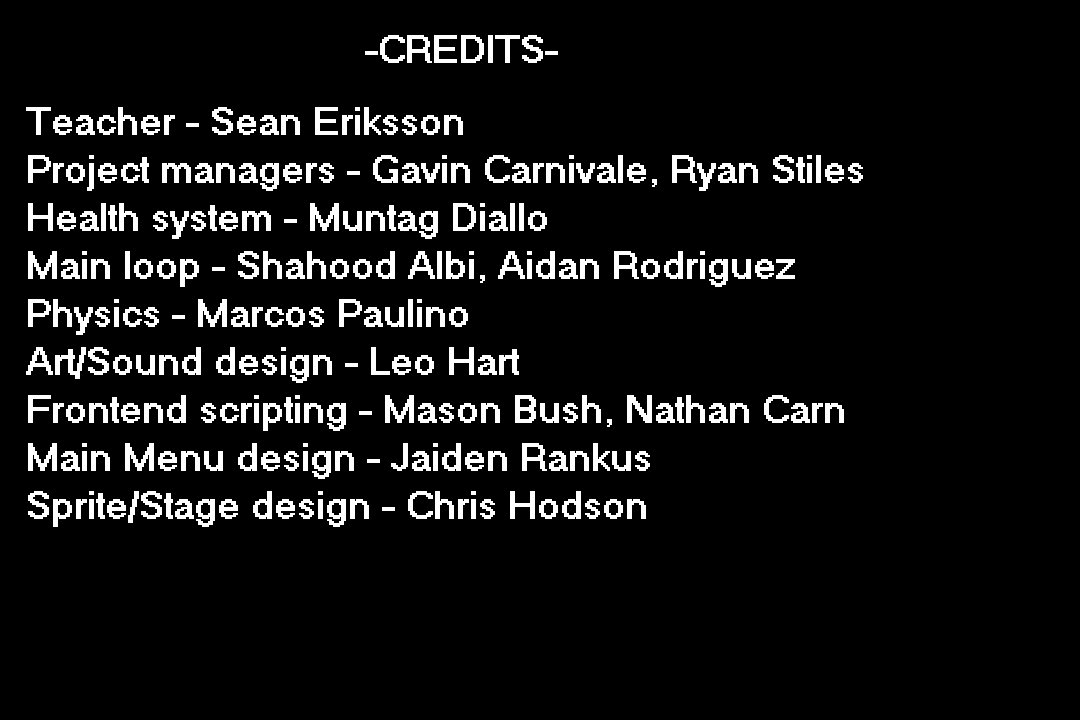 -CREDITS-
Teacher - Sean Eriksson
Project managers - Gavin Carnivale, Ryan Stiles
Health system - Muntag Diallo
Main loop - Shahood Albi, Aidan Rodriguez
Physics - Marcos Paulino
Art/Sound design - Leo Hart
Frontend scripting - Mason Bush, Nathan Carn
Main Menu design - Jaiden Rankus
Sprite/Stage design - Chris Hodson